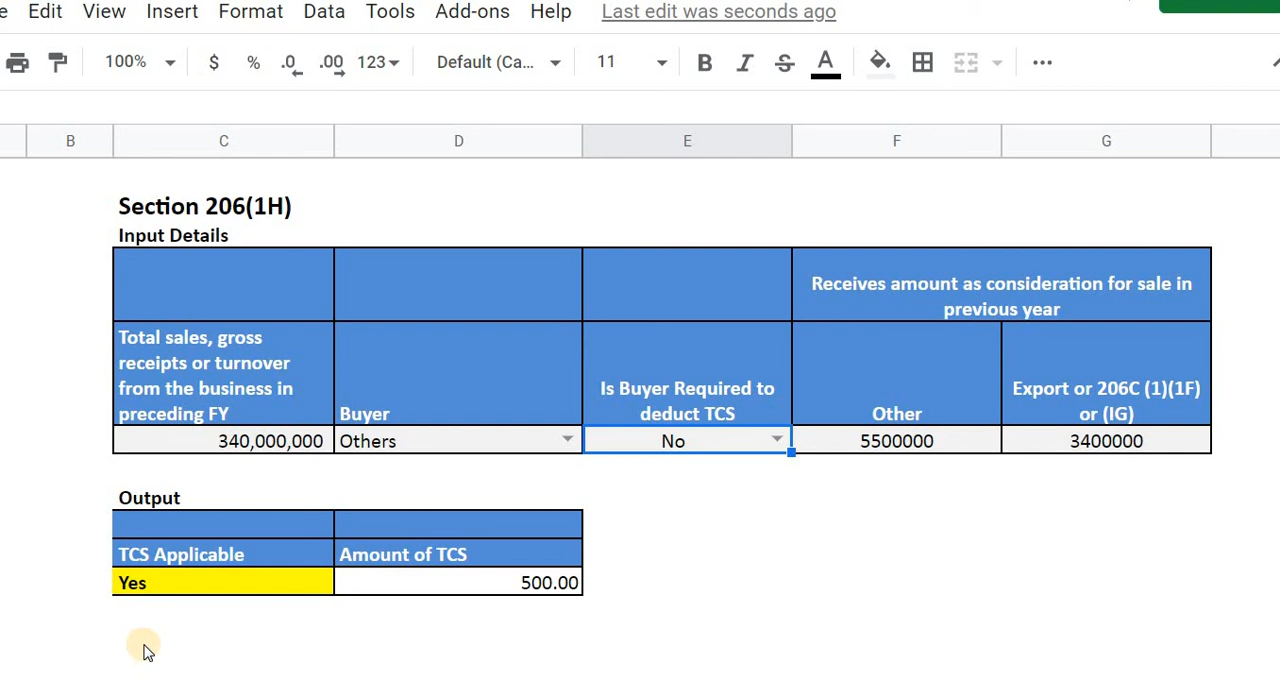 e Edit View Insert Format Data Tools Add-ons Help Last edit was seconds ago
100% $ % .0 .00 123 Default (Ca... 11 B I S A ...
B C D E F G
Section 206(1H)
Input Details
Receives amount as consideration for sale in
previous year
Total sales, gross
receipts or turnover
from the business in
preceding FY
Buyer
Is Buyer Required to
deduct TCS
Other
Export or 206C (1)(1F)
or (IG)
340,000,000 Others No 5500000 3400000
Output
TCS Applicable Amount of TCS
Yes 500.00